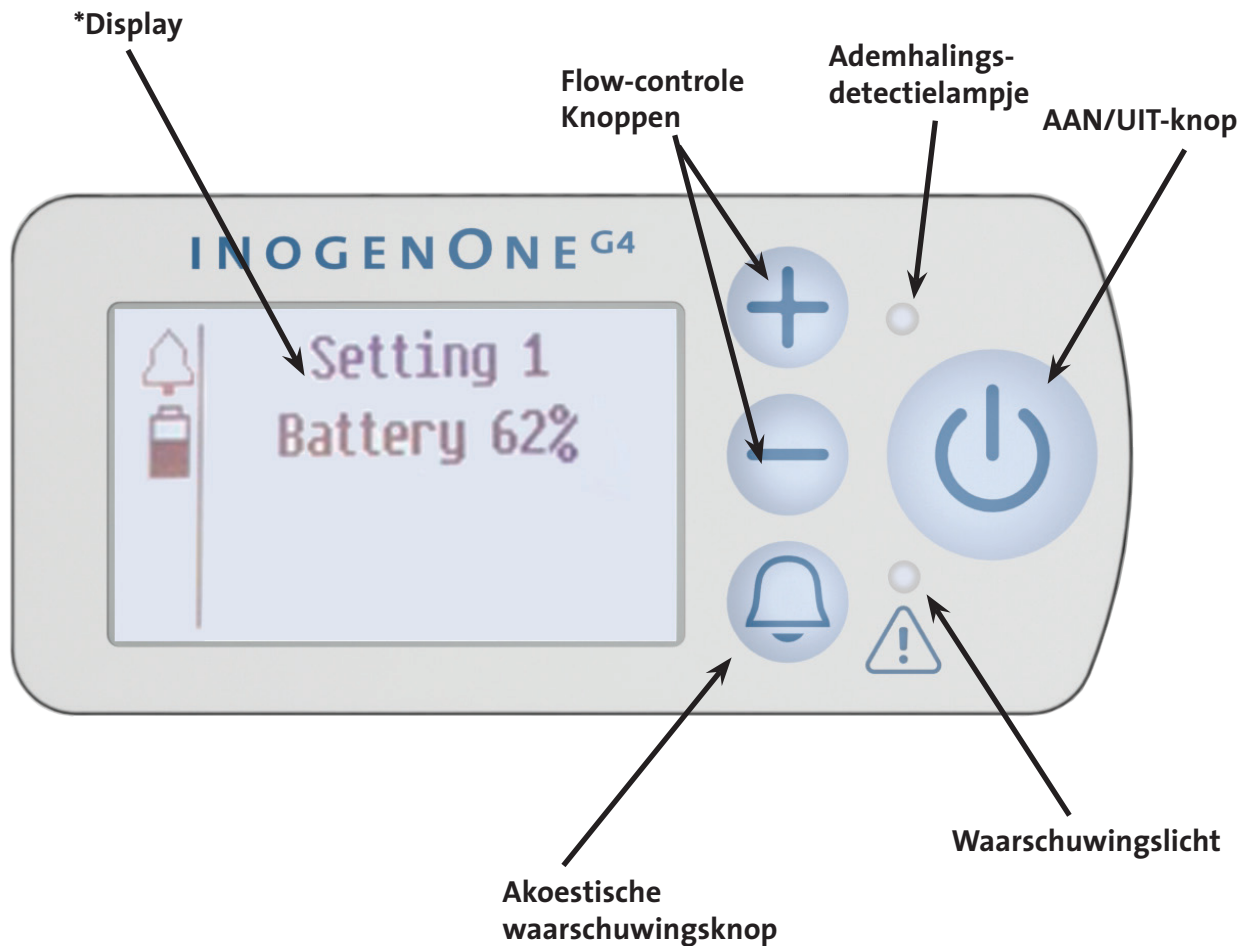 *Display
Flow-controle
Knoppen
Ademhalings-
detectielampje
AAN/UIT-knop
INOGENONE G4
Setting 1
Battery 62%
Waarschuwingslicht
Akoestische
waarschuwingsknop